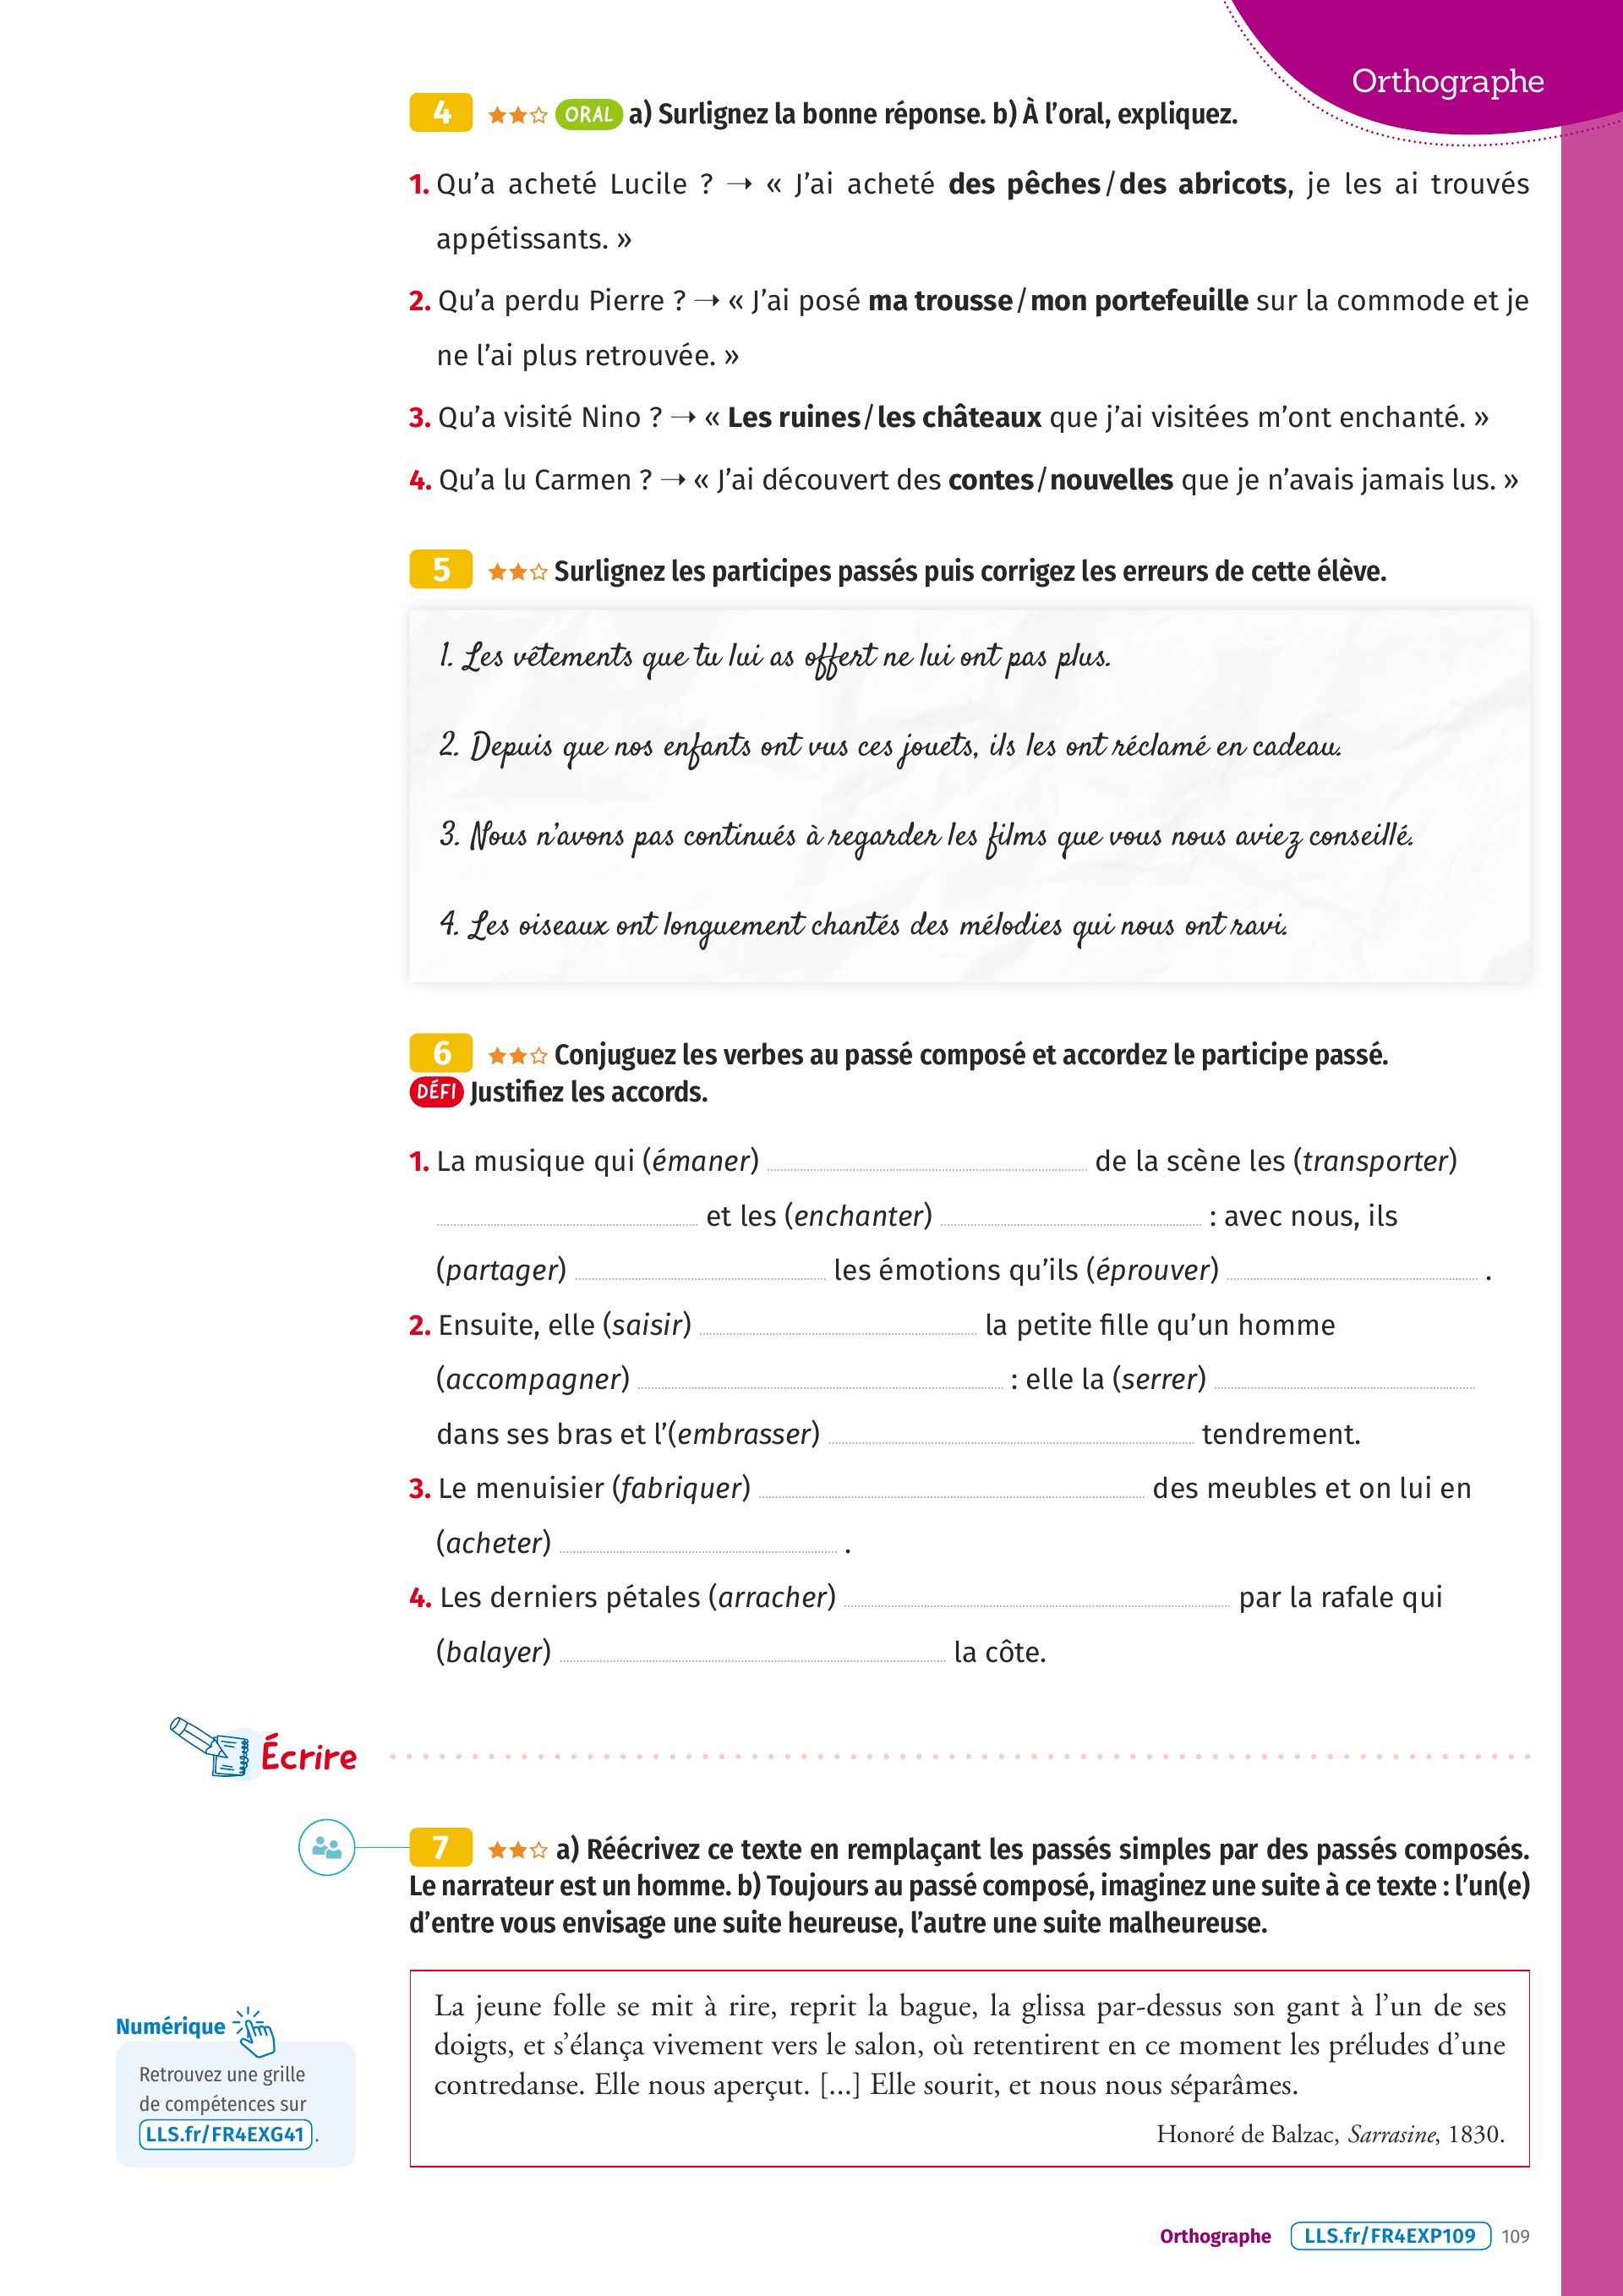 Orthographe
4 ORAL a) Surlignez la bonne réponse. b) À l’oral, expliquez.
1. Qu’a acheté Lucile ? → « J’ai acheté des pêches / des abricots, je les ai trouvés
appétissants. »
2. Qu’a perdu Pierre ? → « J’ai posé ma trousse / mon portefeuille sur la commode et je
ne l’ai plus retrouvée. »
3. Qu’a visité Nino ? → « Les ruines / les châteaux que j’ai visitées m’ont enchanté. »
4. Qu’a lu Carmen ? → « J’ai découvert des contes / nouvelles que je n’avais jamais lus. »
5 Surlignez les participes passés puis corrigez les erreurs de cette élève.
1. Les vêtements que tu lui as offert ne lui ont pas plus.
2. Depuis que nos enfants ont vus ces jouets, ils les ont réclamé en cadeau.
3. Nous n’avons pas continués à regarder les films que vous nous aviez conseillé.
4. Les oiseaux ont longuement chantés des mélodies qui nous ont ravi.
6 Conjuguez les verbes au passé composé et accordez le participe passé.
DÉFI Justifiez les accords.
1. La musique qui (émaner) de la scène les (transporter)
et les (enchanter) : avec nous, ils
(partager) les émotions qu’ils (éprouver) .
2. Ensuite, elle (saisir) la petite fille qu’un homme
(accompagner) : elle la (serrer)
dans ses bras et l’(embrasser) tendrement.
3. Le menuisier (fabriquer) des meubles et on lui en
(acheter) .
4. Les derniers pétales (arracher) par la rafale qui
(balayer) la côte.
Écrire
7 a) Réécrivez ce texte en remplaçant les passés simples par des passés composés.
Le narrateur est un homme. b) Toujours au passé composé, imaginez une suite à ce texte : l’un(e)
d’entre vous envisage une suite heureuse, l’autre une suite malheureuse.
La jeune folle se mit à rire, reprit la bague, la glissa par-dessus son gant à l’un de ses
doigts, et s’élança vivement vers le salon, où retentirent en ce moment les préludes d’une
contredanse. Elle nous aperçut. [...] Elle sourit, et nous nous séparâmes.
Honoré de Balzac, Sarrasine, 1830.
Numérique
Retrouvez une grille
de compétences sur
LLS.fr/FR4EXG41 .
Orthographe LLS.fr/FR4EXP109 109